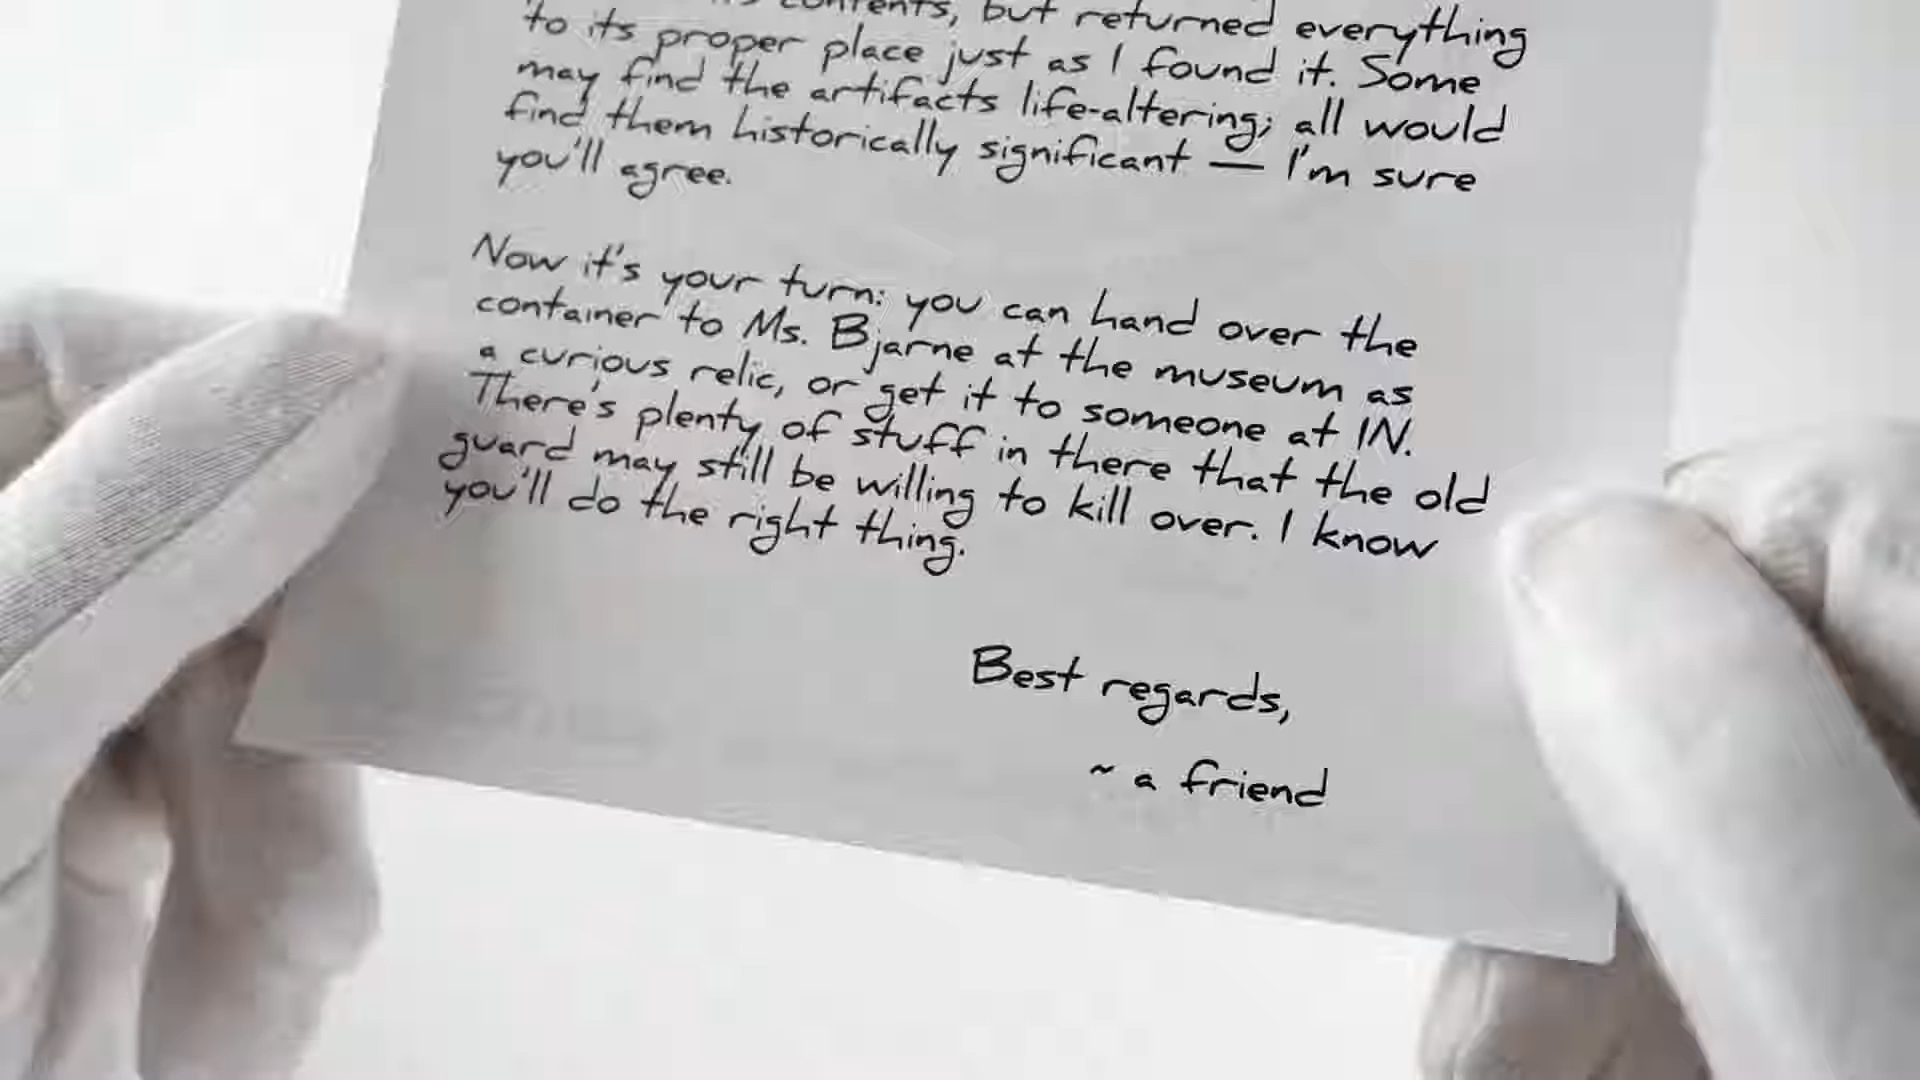 contents, but returned everything
to its proper place just as I found it. Some
may find the artifacts life-altering; all would
find them historically significant — I'm sure
you'll agree.
Now it's your turn: you can hand over the
container to Ms. Bjarne at the museum as
a curious relic, or get it to someone at IN.
There's plenty of stuff in there that the old
guard may still be willing to kill over. I know
you'll do the right thing.
Best regards,
~ a friend